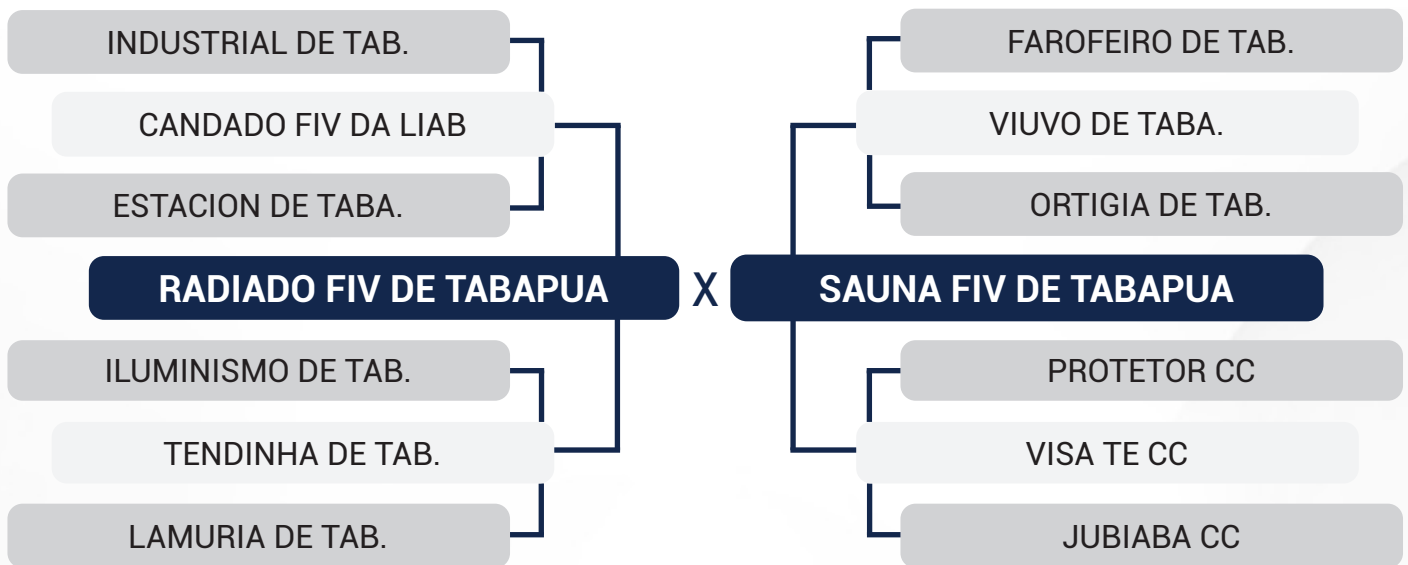 INDUSTRIAL DE TAB.
CANDADO FIV DA LIAB
ESTACION DE TABA.
RADIADO FIV DE TABAPUA
ILUMINISMO DE TAB.
TENDINHA DE TAB.
LAMURIA DE TAB.
X
FAROFEIRO DE TAB.
VIUVO DE TABA.
ORTIGIA DE TAB.
SAUNA FIV DE TABAPUA
PROTETOR CC
VISA TE CC
JUBIABA CC